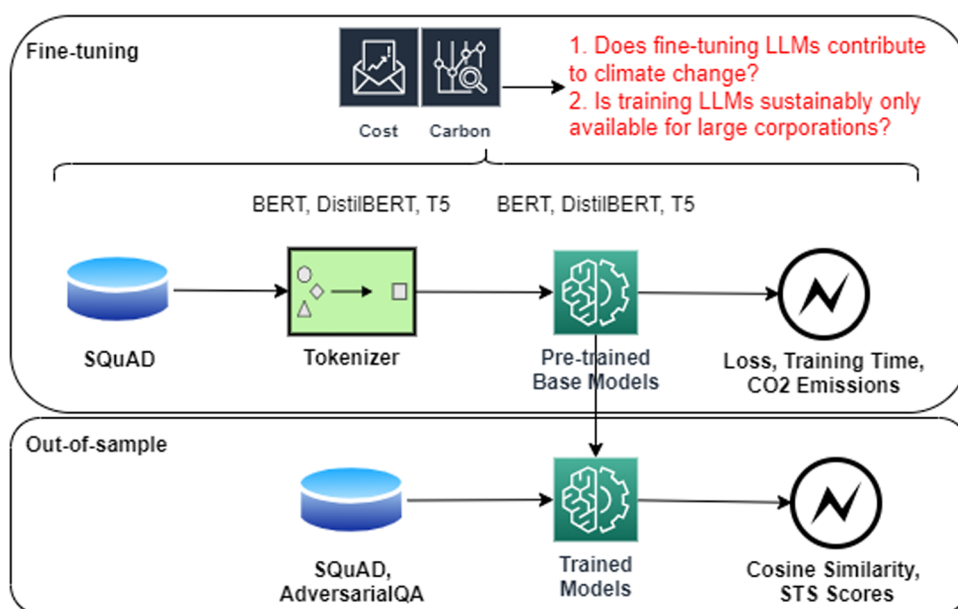 Fine-tuning
1. Does fine-tuning LLMs contribute
to climate change?
2. Is training LLMs sustainably only
available for large corporations?
Cost
Carbon
BERT, DistilBERT, T5
BERT, DistilBERT, T5
SQuAD
Tokenizer
Pre-trained
Base Models
Loss, Training Time,
CO2 Emissions
Out-of-sample
SQuAD,
AdversarialQA
Trained
Models
Cosine Similarity,
STS Scores